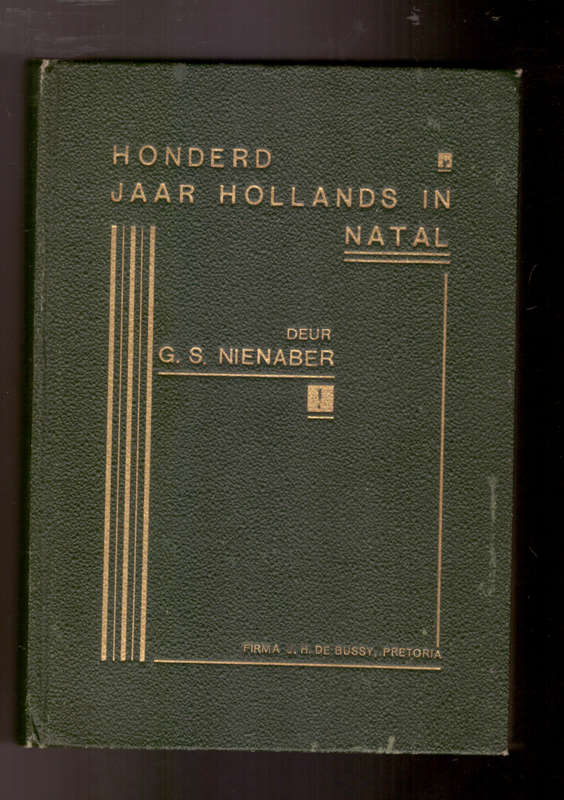 HONDERD
JAAR HOLLANDS IN
NATAL
DEUR
G. S. NIENABER
FIRMA J. H. DE BUSSY, PRETORIA